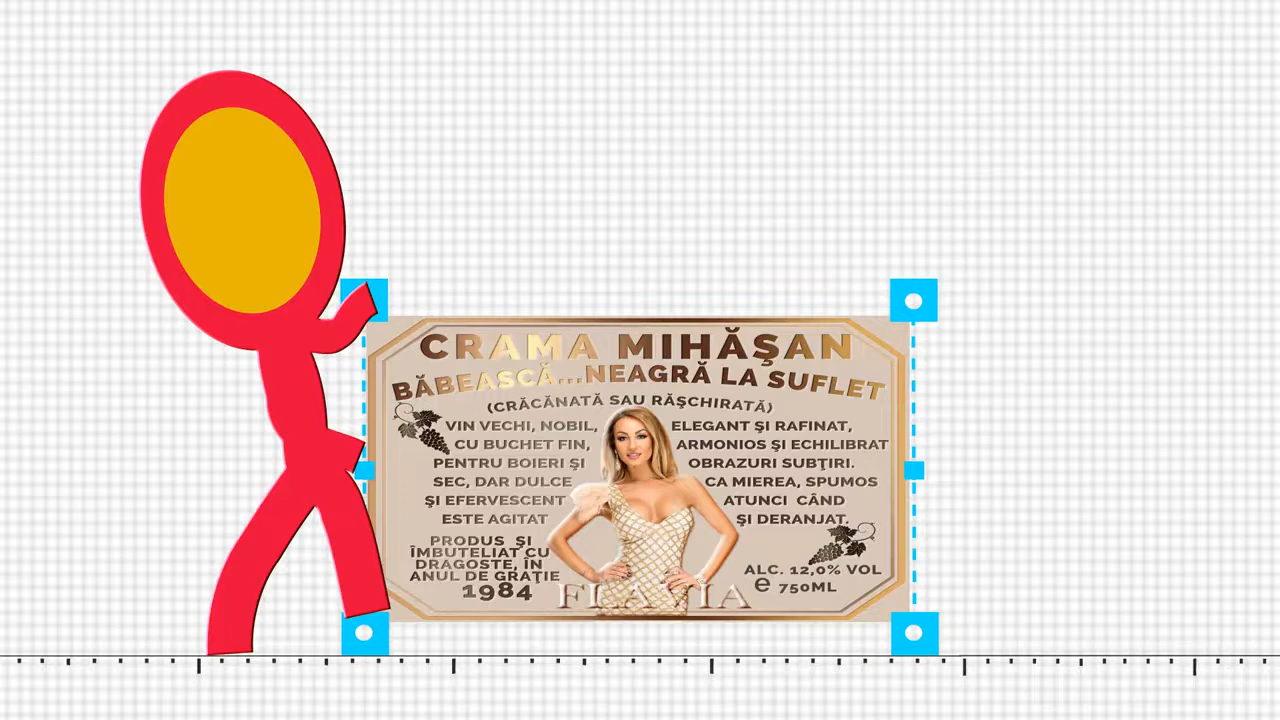 CRAMA MIHĂŞAN
BĂBEASCĂ...NEAGRĂ LA SUFLET
(CRĂCĂNATĂ SAU RĂŞCHIRATĂ)
VIN VECHI, NOBIL, ELEGANT ŞI RAFINAT,
CU BUCHET FIN, ARMONIOS ŞI ECHILIBRAT
PENTRU BOIERI ŞI OBRAZURI SUBŢIRI.
SEC, DAR DULCE CA MIEREA, SPUMOS
ŞI EFERVESCENT ATUNCI CÂND
ESTE AGITAT ŞI DERANJAT.
PRODUS ŞI
ÎMBUTELIAT CU
DRAGOSTE, ÎN
ANUL DE GRAŢIE
1984
FLAVIA
ALC. 12,0% VOL
e 750ML